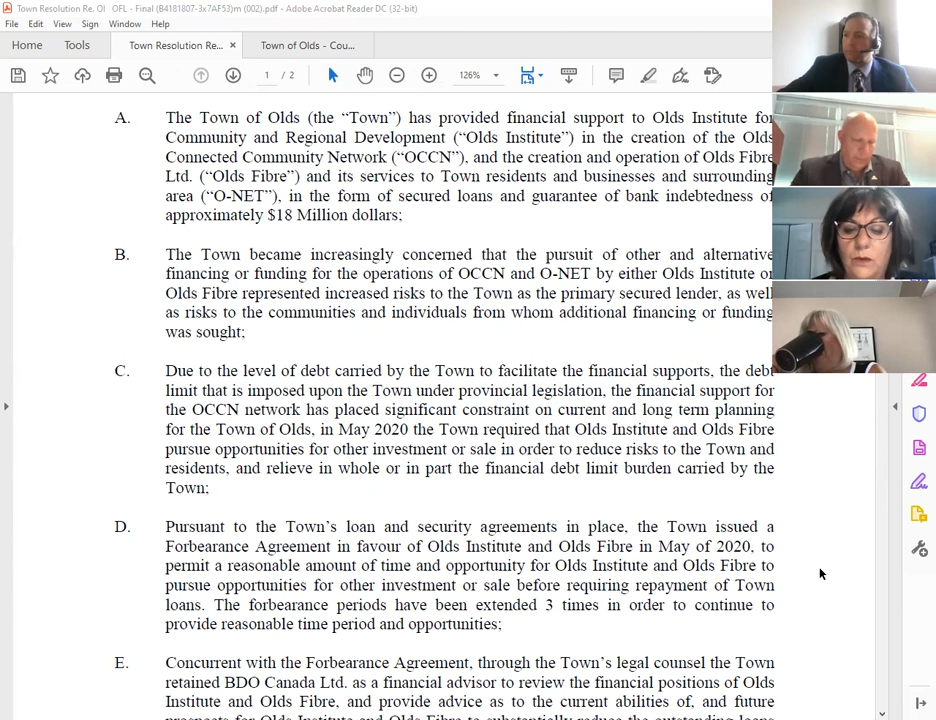 Town Resolution Re. Ol OFL - Final (B4181807-3x7AF53)m (002).pdf - Adobe Acrobat Reader DC (32-bit)
File Edit View Sign Window Help
Home Tools Town Resolution Re... × Town of Olds - Cou...
1 / 2 126%
A. The Town of Olds (the “Town”) has provided financial support to Olds Institute for
Community and Regional Development (“Olds Institute”) in the creation of the Olds
Connected Community Network (“OCCN”), and the creation and operation of Olds Fibre
Ltd. (“Olds Fibre”) and its services to Town residents and businesses and surrounding
area (“O-NET”), in the form of secured loans and guarantee of bank indebtedness of
approximately $18 Million dollars;
B. The Town became increasingly concerned that the pursuit of other and alternative
financing or funding for the operations of OCCN and O-NET by either Olds Institute or
Olds Fibre represented increased risks to the Town as the primary secured lender, as well
as risks to the communities and individuals from whom additional financing or funding
was sought;
C. Due to the level of debt carried by the Town to facilitate the financial supports, the debt
limit that is imposed upon the Town under provincial legislation, the financial support for
the OCCN network has placed significant constraint on current and long term planning
for the Town of Olds, in May 2020 the Town required that Olds Institute and Olds Fibre
pursue opportunities for other investment or sale in order to reduce risks to the Town and
residents, and relieve in whole or in part the financial debt limit burden carried by the
Town;
D. Pursuant to the Town’s loan and security agreements in place, the Town issued a
Forbearance Agreement in favour of Olds Institute and Olds Fibre in May of 2020, to
permit a reasonable amount of time and opportunity for Olds Institute and Olds Fibre to
pursue opportunities for other investment or sale before requiring repayment of Town
loans. The forbearance periods have been extended 3 times in order to continue to
provide reasonable time period and opportunities;
E. Concurrent with the Forbearance Agreement, through the Town’s legal counsel the Town
retained BDO Canada Ltd. as a financial advisor to review the financial positions of Olds
Institute and Olds Fibre, and provide advice as to the current abilities of, and future
prospects for Olds Institute and Olds Fibre to substantially reduce the outstanding loans